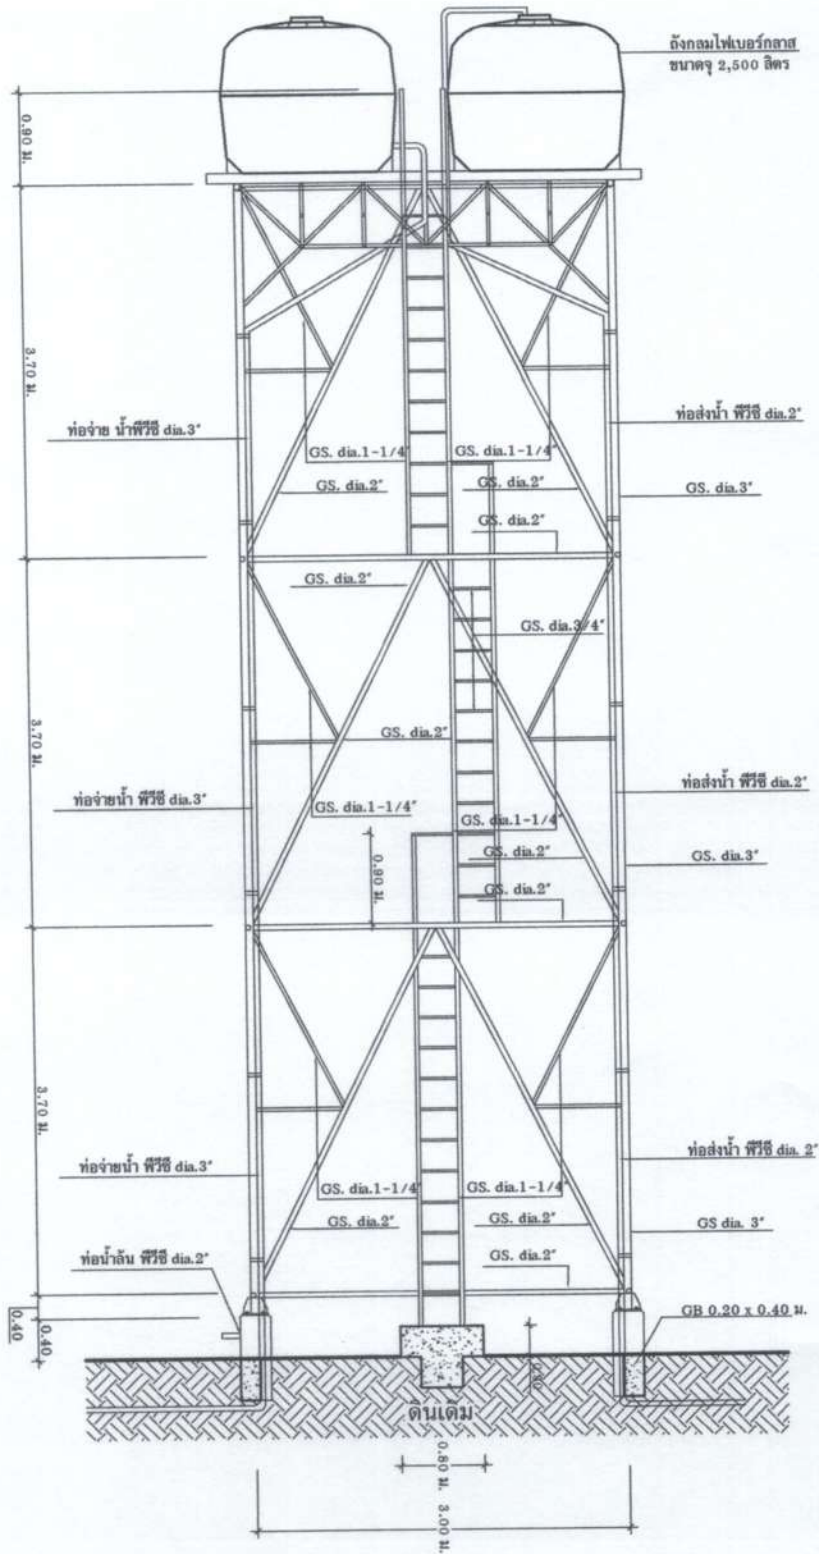 ถังกลมไฟเบอร์กลาส
ขนาดจุ 2,500 ลิตร
0.90 ม.
3.70 ม.
ท่อจ่าย น้ำพีวีซี dia.3"
ท่อส่งน้ำ พีวีซี dia.2"
GS. dia.1-1/4"
GS. dia.1-1/4"
GS. dia.2"
GS. dia.2"
GS. dia.3"
GS. dia.2"
GS. dia.2"
GS. dia.3/4"
3.70 ม.
GS. dia.2"
ท่อจ่ายน้ำ พีวีซี dia.3"
ท่อส่งน้ำ พีวีซี dia.2"
GS. dia.1-1/4"
GS. dia.1-1/4"
GS. dia.2"
GS. dia.3"
0.90 ม.
GS. dia.2"
3.70 ม.
ท่อจ่ายน้ำ พีวีซี dia.3"
ท่อส่งน้ำ พีวีซี dia. 2"
GS. dia.1-1/4"
GS. dia.1-1/4"
GS. dia.2"
GS. dia.2"
GS dia. 3"
GS. dia.2"
ท่อน้ำล้น พีวีซี dia.2"
GB 0.20 x 0.40 ม.
0.40
0.40
ดินเดิม
0.80 ม.
3.00 ม.